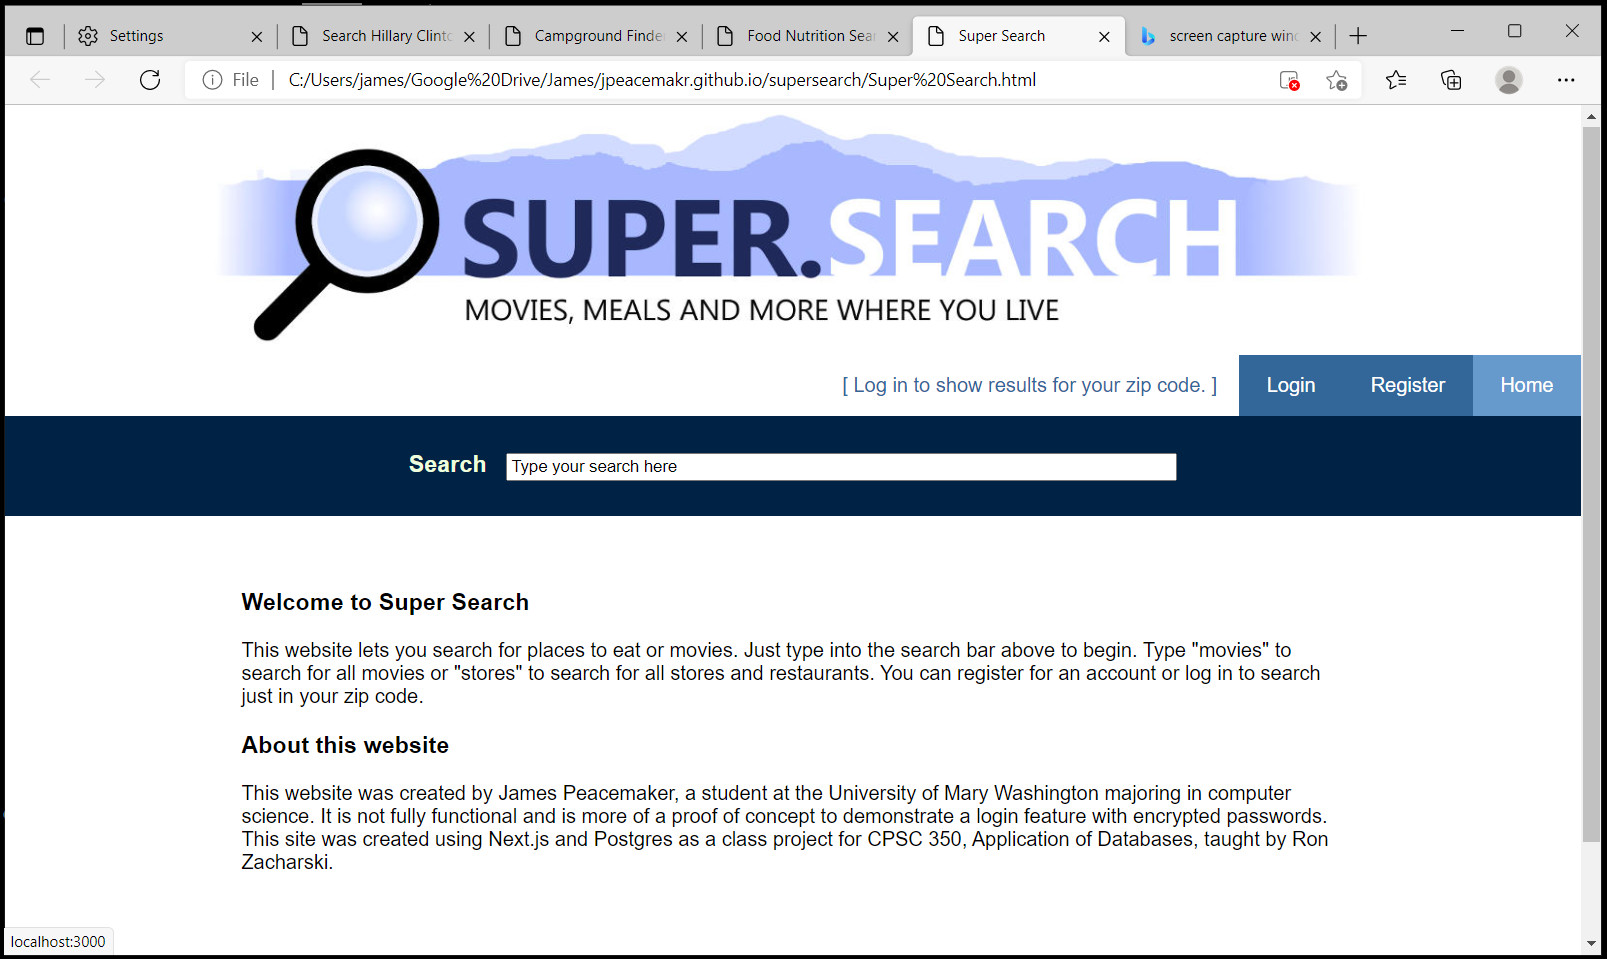 Settings
Search Hillary Clint
Campground Finde
Food Nutrition Sea
Super Search
screen capture win
File
C:/Users/james/Google%20Drive/James/jpeacemakr.github.io/supersearch/Super%20Search.html
SUPER.SEARCH
MOVIES, MEALS AND MORE WHERE YOU LIVE
[ Log in to show results for your zip code. ] Login Register Home
Search Type your search here
Welcome to Super Search
This website lets you search for places to eat or movies. Just type into the search bar above to begin. Type "movies" to
search for all movies or "stores" to search for all stores and restaurants. You can register for an account or log in to search
just in your zip code.
About this website
This website was created by James Peacemaker, a student at the University of Mary Washington majoring in computer
science. It is not fully functional and is more of a proof of concept to demonstrate a login feature with encrypted passwords.
This site was created using Next.js and Postgres as a class project for CPSC 350, Application of Databases, taught by Ron
Zacharski.
localhost:3000